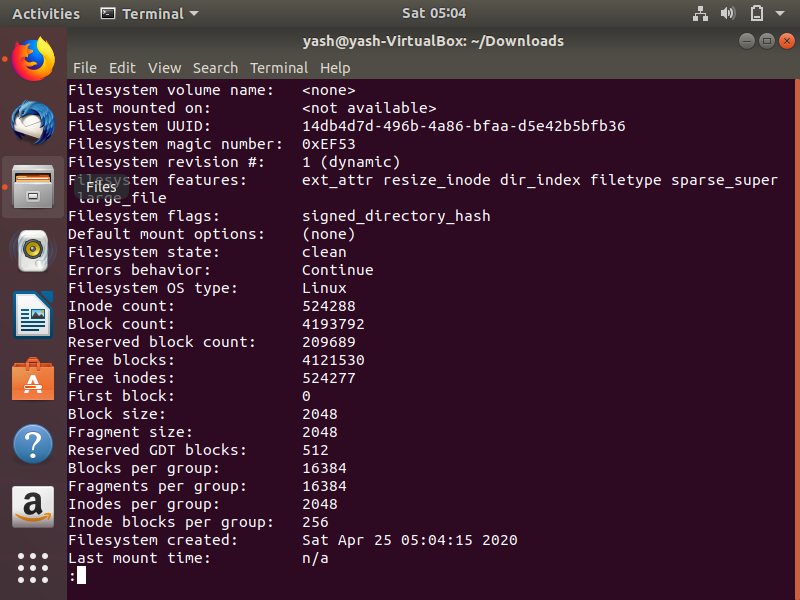 Activities Terminal Sat 05:04
yash@yash-VirtualBox: ~/Downloads
File Edit View Search Terminal Help
Filesystem volume name: <none>
Last mounted on: <not available>
Filesystem UUID: 14db4d7d-496b-4a86-bfaa-d5e42b5bfb36
Filesystem magic number: 0xEF53
Filesystem revision #: 1 (dynamic)
Filesystem features: ext_attr resize_inode dir_index filetype sparse_super
large_file
Files
Filesystem flags: signed_directory_hash
Default mount options: (none)
Filesystem state: clean
Errors behavior: Continue
Filesystem OS type: Linux
Inode count: 524288
Block count: 4193792
Reserved block count: 209689
Free blocks: 4121530
Free inodes: 524277
First block: 0
Block size: 2048
Fragment size: 2048
Reserved GDT blocks: 512
Blocks per group: 16384
Fragments per group: 16384
Inodes per group: 2048
Inode blocks per group: 256
Filesystem created: Sat Apr 25 05:04:15 2020
Last mount time: n/a
: